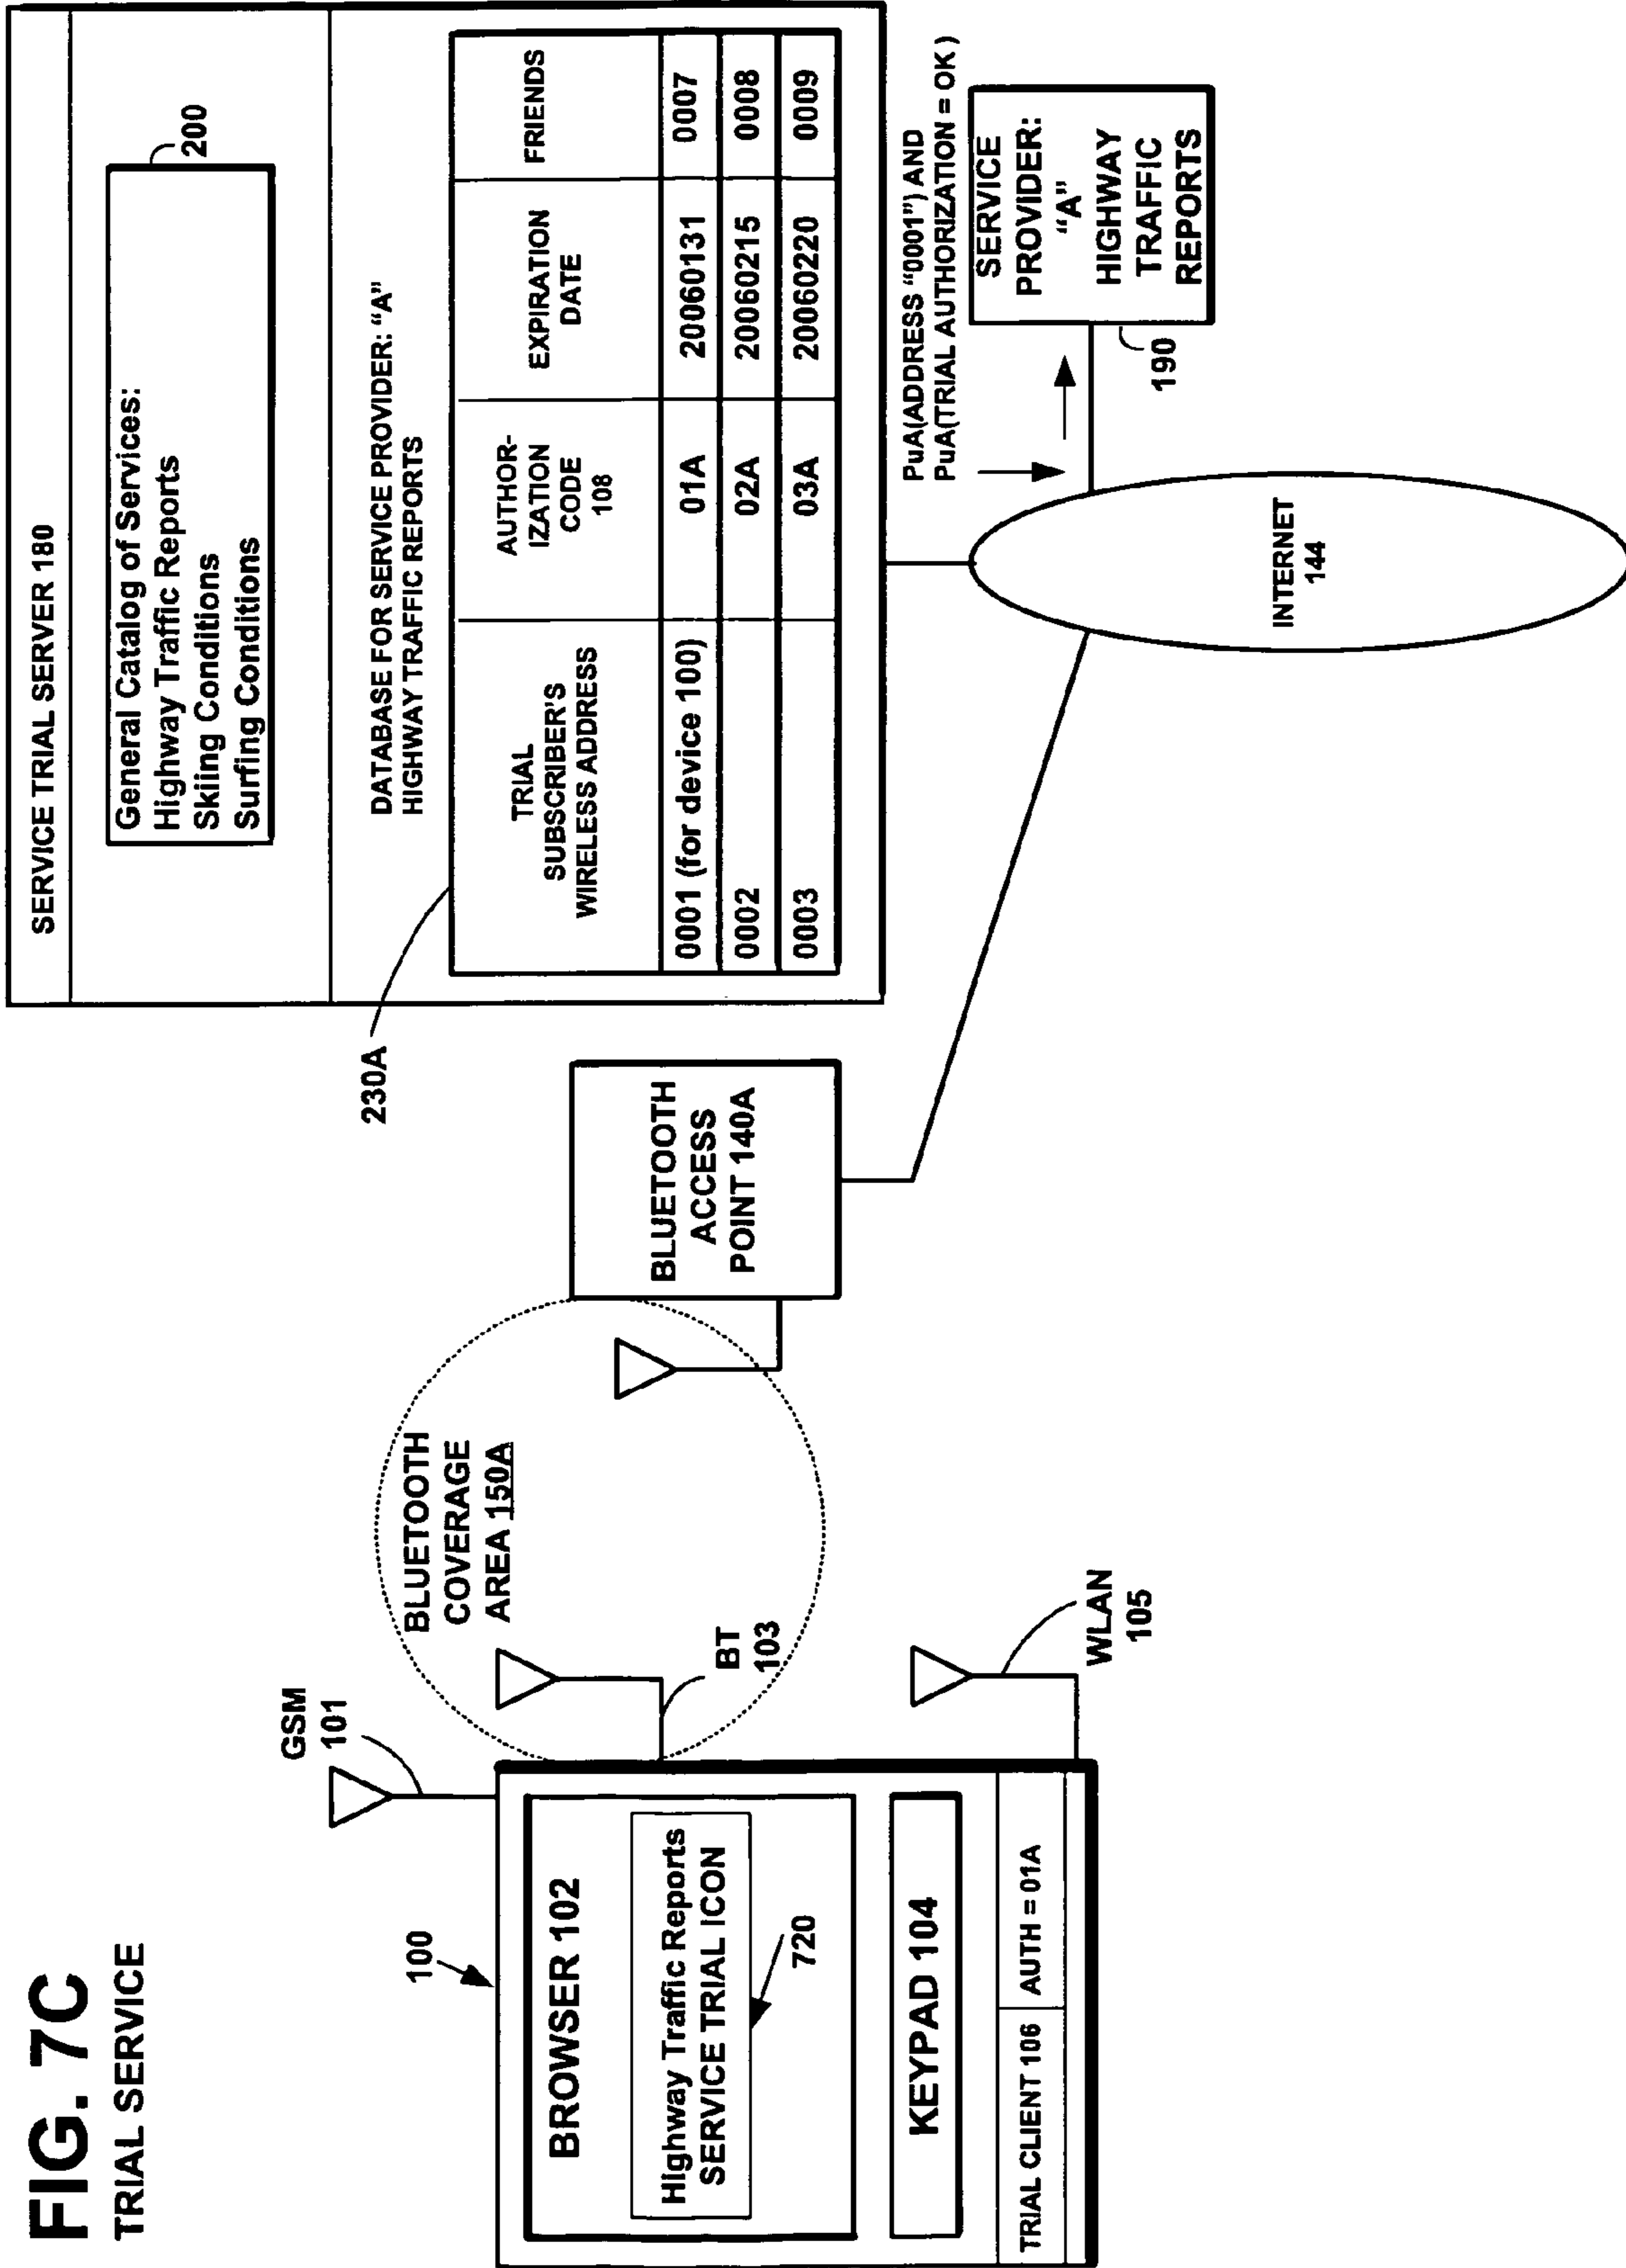 FIG. 7C
TRIAL SERVICE
100
BROWSER 102
Highway Traffic Reports
SERVICE TRIAL ICON
720
KEYPAD 104
TRIAL CLIENT 106
AUTH = 01A
GSM
101
BT
103
WLAN
105
BLUETOOTH
COVERAGE
AREA 150A
BLUETOOTH
ACCESS
POINT 140A
SERVICE TRIAL SERVER 180
General Catalog of Services:
Highway Traffic Reports
Skiing Conditions
Surfing Conditions
200
DATABASE FOR SERVICE PROVIDER: "A"
HIGHWAY TRAFFIC REPORTS
230A
TRIAL
SUBSCRIBER'S
WIRELESS ADDRESS
AUTHOR-
IZATION
CODE
108
EXPIRATION
DATE
FRIENDS
0001 (for device 100) 01A 20060131 0007
0002 02A 20060215 0008
0003 03A 20060220 0009
PuA(ADDRESS "0001") AND
PuA(TRIAL AUTHORIZATION = OK )
SERVICE
PROVIDER:
"A"
HIGHWAY
TRAFFIC
REPORTS
190
INTERNET
144